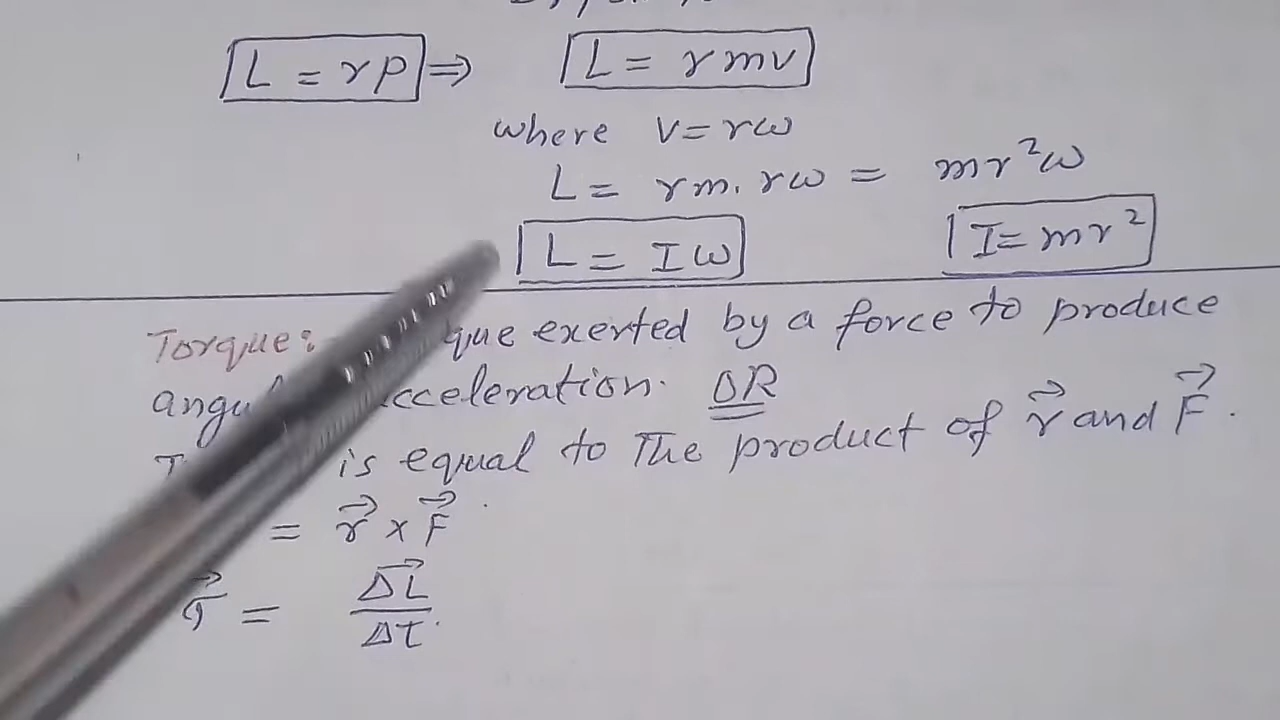 L = rp ⇒ L = rmv
where v = rω
L = rm. rω = mr²ω
L = Iω I = mr²
Torque: exerted by a force to produce
acceleration. OR
is equal to The product of r⃗ and F⃗.
= r⃗ × F⃗
τ⃗ = ΔL⃗/Δt